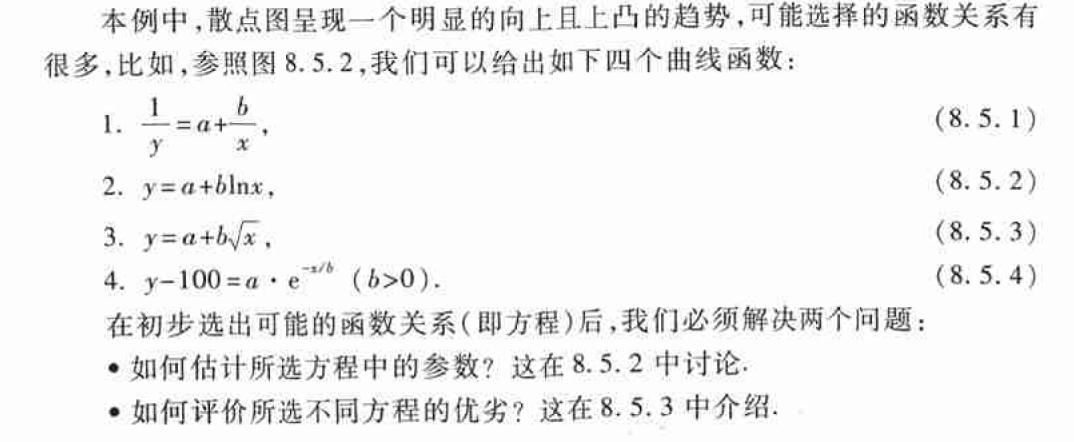 本例中,散点图呈现一个明显的向上且上凸的趋势,可能选择的函数关系有
很多,比如,参照图 8.5.2,我们可以给出如下四个曲线函数:
1. 1/y=a+b/x, (8.5.1)
2. y=a+blnx, (8.5.2)
3. y=a+b√x, (8.5.3)
4. y-100=a·e^{-x/b} (b>0). (8.5.4)
在初步选出可能的函数关系(即方程)后,我们必须解决两个问题:
• 如何估计所选方程中的参数? 这在 8.5.2 中讨论.
• 如何评价所选不同方程的优劣? 这在 8.5.3 中介绍.